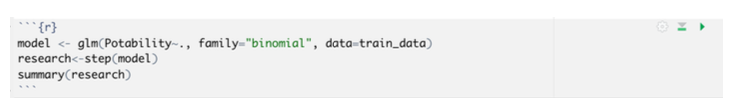 ```{r}
model <- glm(Potability~., family="binomial", data=train_data)
research<-step(model)
summary(research)
```